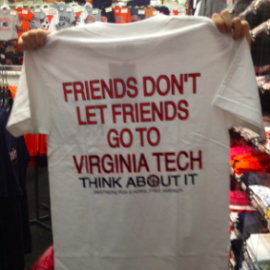 FRIENDS DON'T
LET FRIENDS
GO TO
VIRGINIA TECH
THINK ABOUT IT